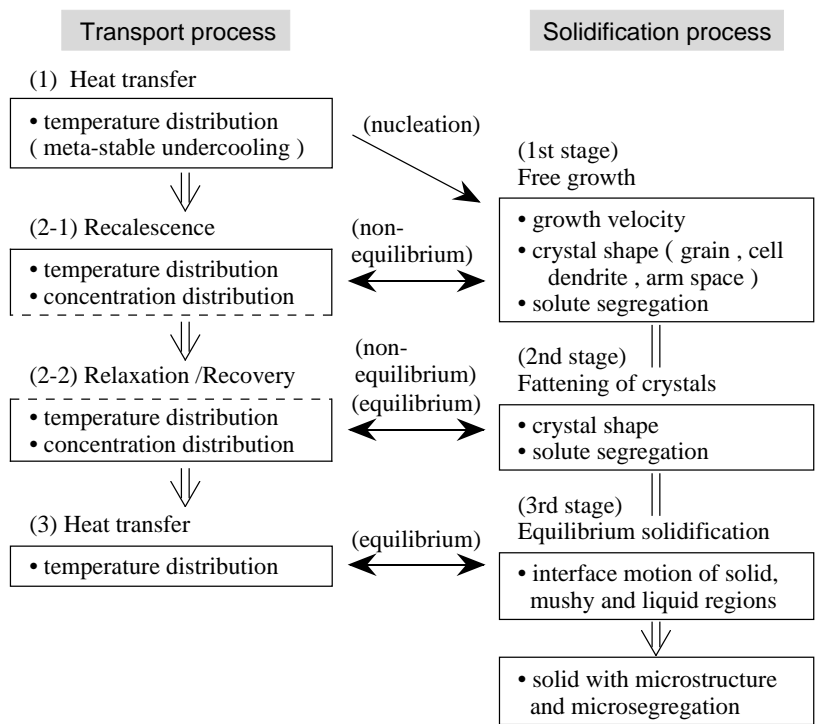 Transport process
Solidification process
(1) Heat transfer
• temperature distribution
( meta-stable undercooling )
(nucleation)
(1st stage)
Free growth
(2-1) Recalescence
(non-
equilibrium)
• growth velocity
• crystal shape ( grain , cell
dendrite , arm space )
• solute segregation
• temperature distribution
• concentration distribution
(2-2) Relaxation /Recovery
(non-
equilibrium)
(equilibrium)
(2nd stage)
Fattening of crystals
• temperature distribution
• concentration distribution
• crystal shape
• solute segregation
(3) Heat transfer
(equilibrium)
(3rd stage)
Equilibrium solidification
• temperature distribution
• interface motion of solid,
mushy and liquid regions
• solid with microstructure
and microsegregation